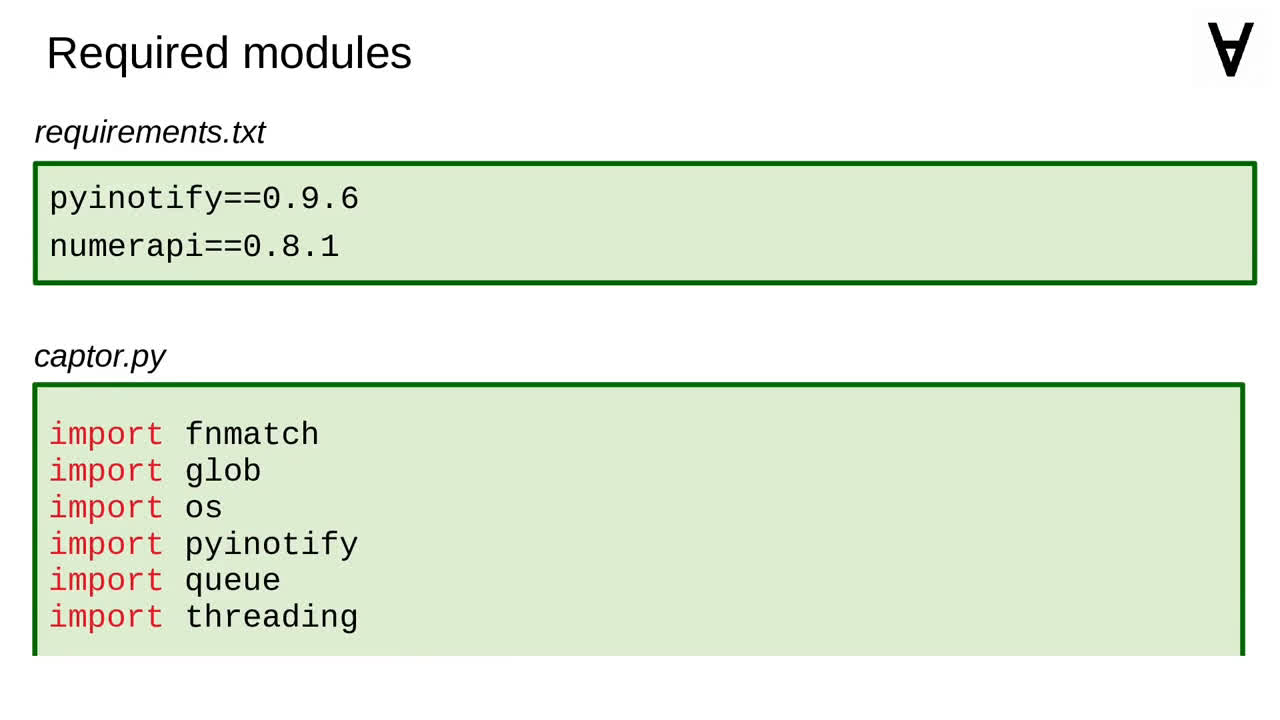 Required modules
requirements.txt
pyinotify==0.9.6
numerapi==0.8.1
captor.py
import fnmatch
import glob
import os
import pyinotify
import queue
import threading